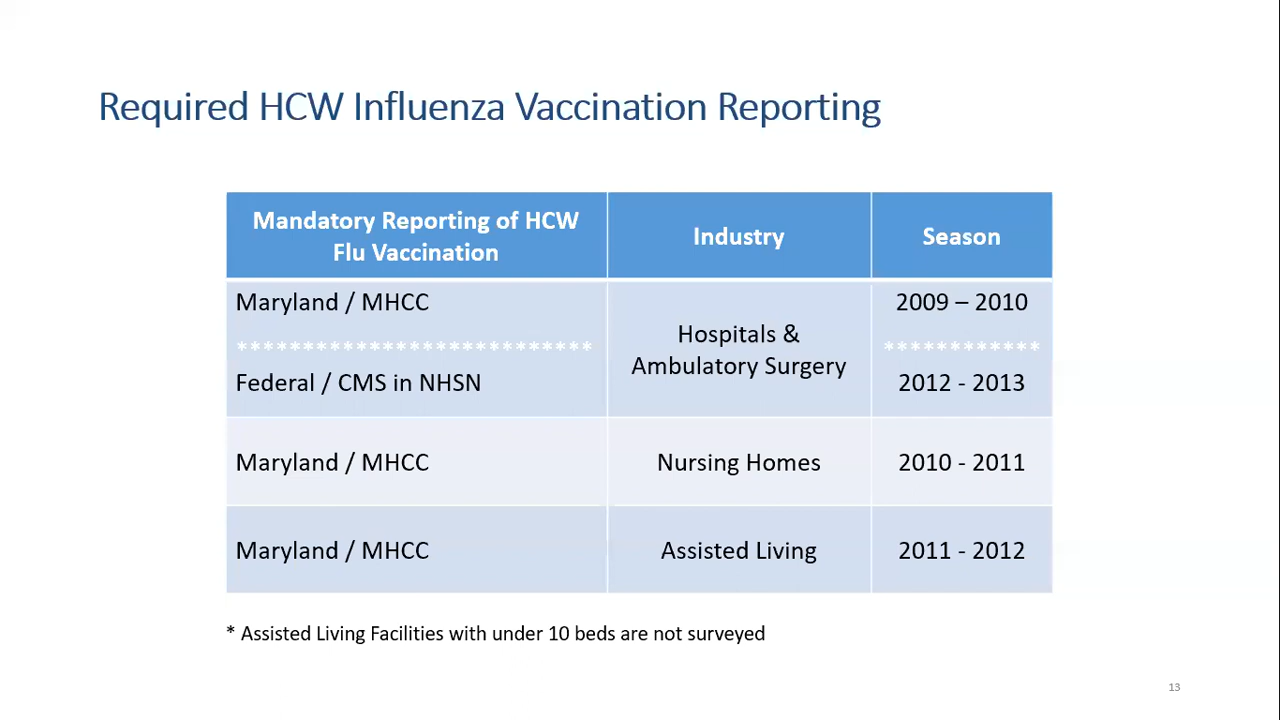 Required HCW Influenza Vaccination Reporting
Mandatory Reporting of HCW
Flu Vaccination
Industry
Season
Maryland / MHCC
***************************
Federal / CMS in NHSN
Hospitals &
Ambulatory Surgery
2009 – 2010
************
2012 - 2013
Maryland / MHCC
Nursing Homes
2010 - 2011
Maryland / MHCC
Assisted Living
2011 - 2012
* Assisted Living Facilities with under 10 beds are not surveyed
13